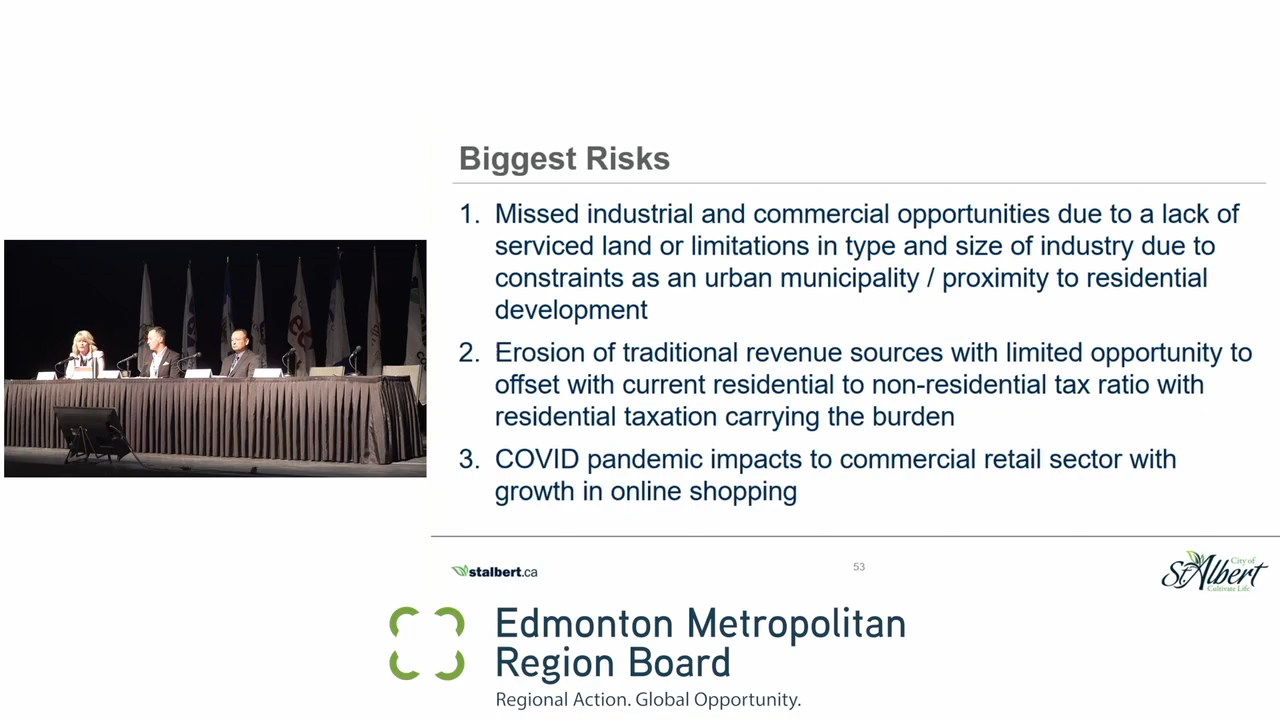 Biggest Risks
1. Missed industrial and commercial opportunities due to a lack of
serviced land or limitations in type and size of industry due to
constraints as an urban municipality / proximity to residential
development
2. Erosion of traditional revenue sources with limited opportunity to
offset with current residential to non-residential tax ratio with
residential taxation carrying the burden
3. COVID pandemic impacts to commercial retail sector with
growth in online shopping
stalbert.ca
53
City of
St. Albert
Cultivate Life
Edmonton Metropolitan
Region Board
Regional Action. Global Opportunity.